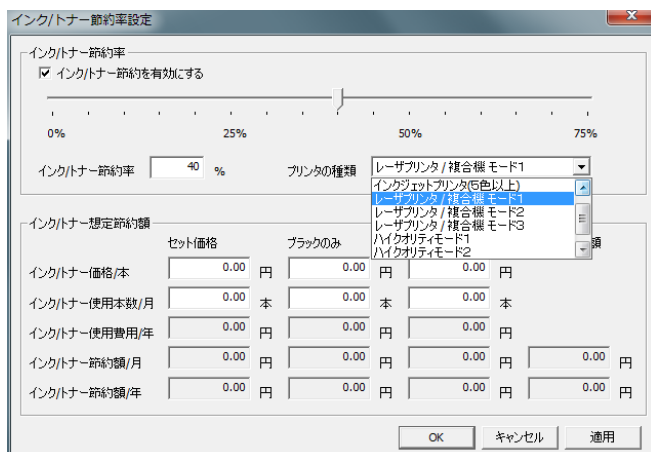 インク/トナー節約率設定
インク/トナー節約率
インク/トナー節約を有効にする
0% 25% 50% 75%
インク/トナー節約率 40 % プリンタの種類 レーザプリンタ / 複合機 モード1
インクジェットプリンタ(5色以上)
レーザプリンタ / 複合機 モード1
レーザプリンタ / 複合機 モード2
レーザプリンタ / 複合機 モード3
ハイクオリティモード1
ハイクオリティモード2
インク/トナー想定節約額
セット価格 ブラックのみ 額
インク/トナー価格/本 0.00 円 0.00 円 0.00 円
インク/トナー使用本数/月 0.00 本 0.00 本 0.00 本
インク/トナー使用費用/年 0.00 円 0.00 円 0.00 円
インク/トナー節約額/月 0.00 円 0.00 円 0.00 円 0.00 円
インク/トナー節約額/年 0.00 円 0.00 円 0.00 円 0.00 円
OK キャンセル 適用